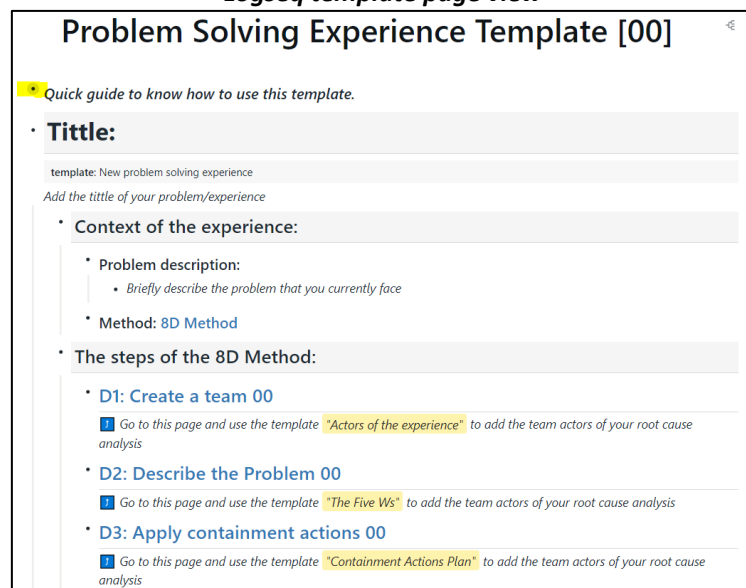 Problem Solving Experience Template [00]
Quick guide to know how to use this template.
Tittle:
template: New problem solving experience
Add the tittle of your problem/experience
Context of the experience:
Problem description:
Briefly describe the problem that you currently face
Method: 8D Method
The steps of the 8D Method:
D1: Create a team 00
Go to this page and use the template "Actors of the experience" to add the team actors of your root cause
analysis
D2: Describe the Problem 00
Go to this page and use the template "The Five Ws" to add the team actors of your root cause analysis
D3: Apply containment actions 00
Go to this page and use the template "Containment Actions Plan" to add the team actors of your root cause
analysis